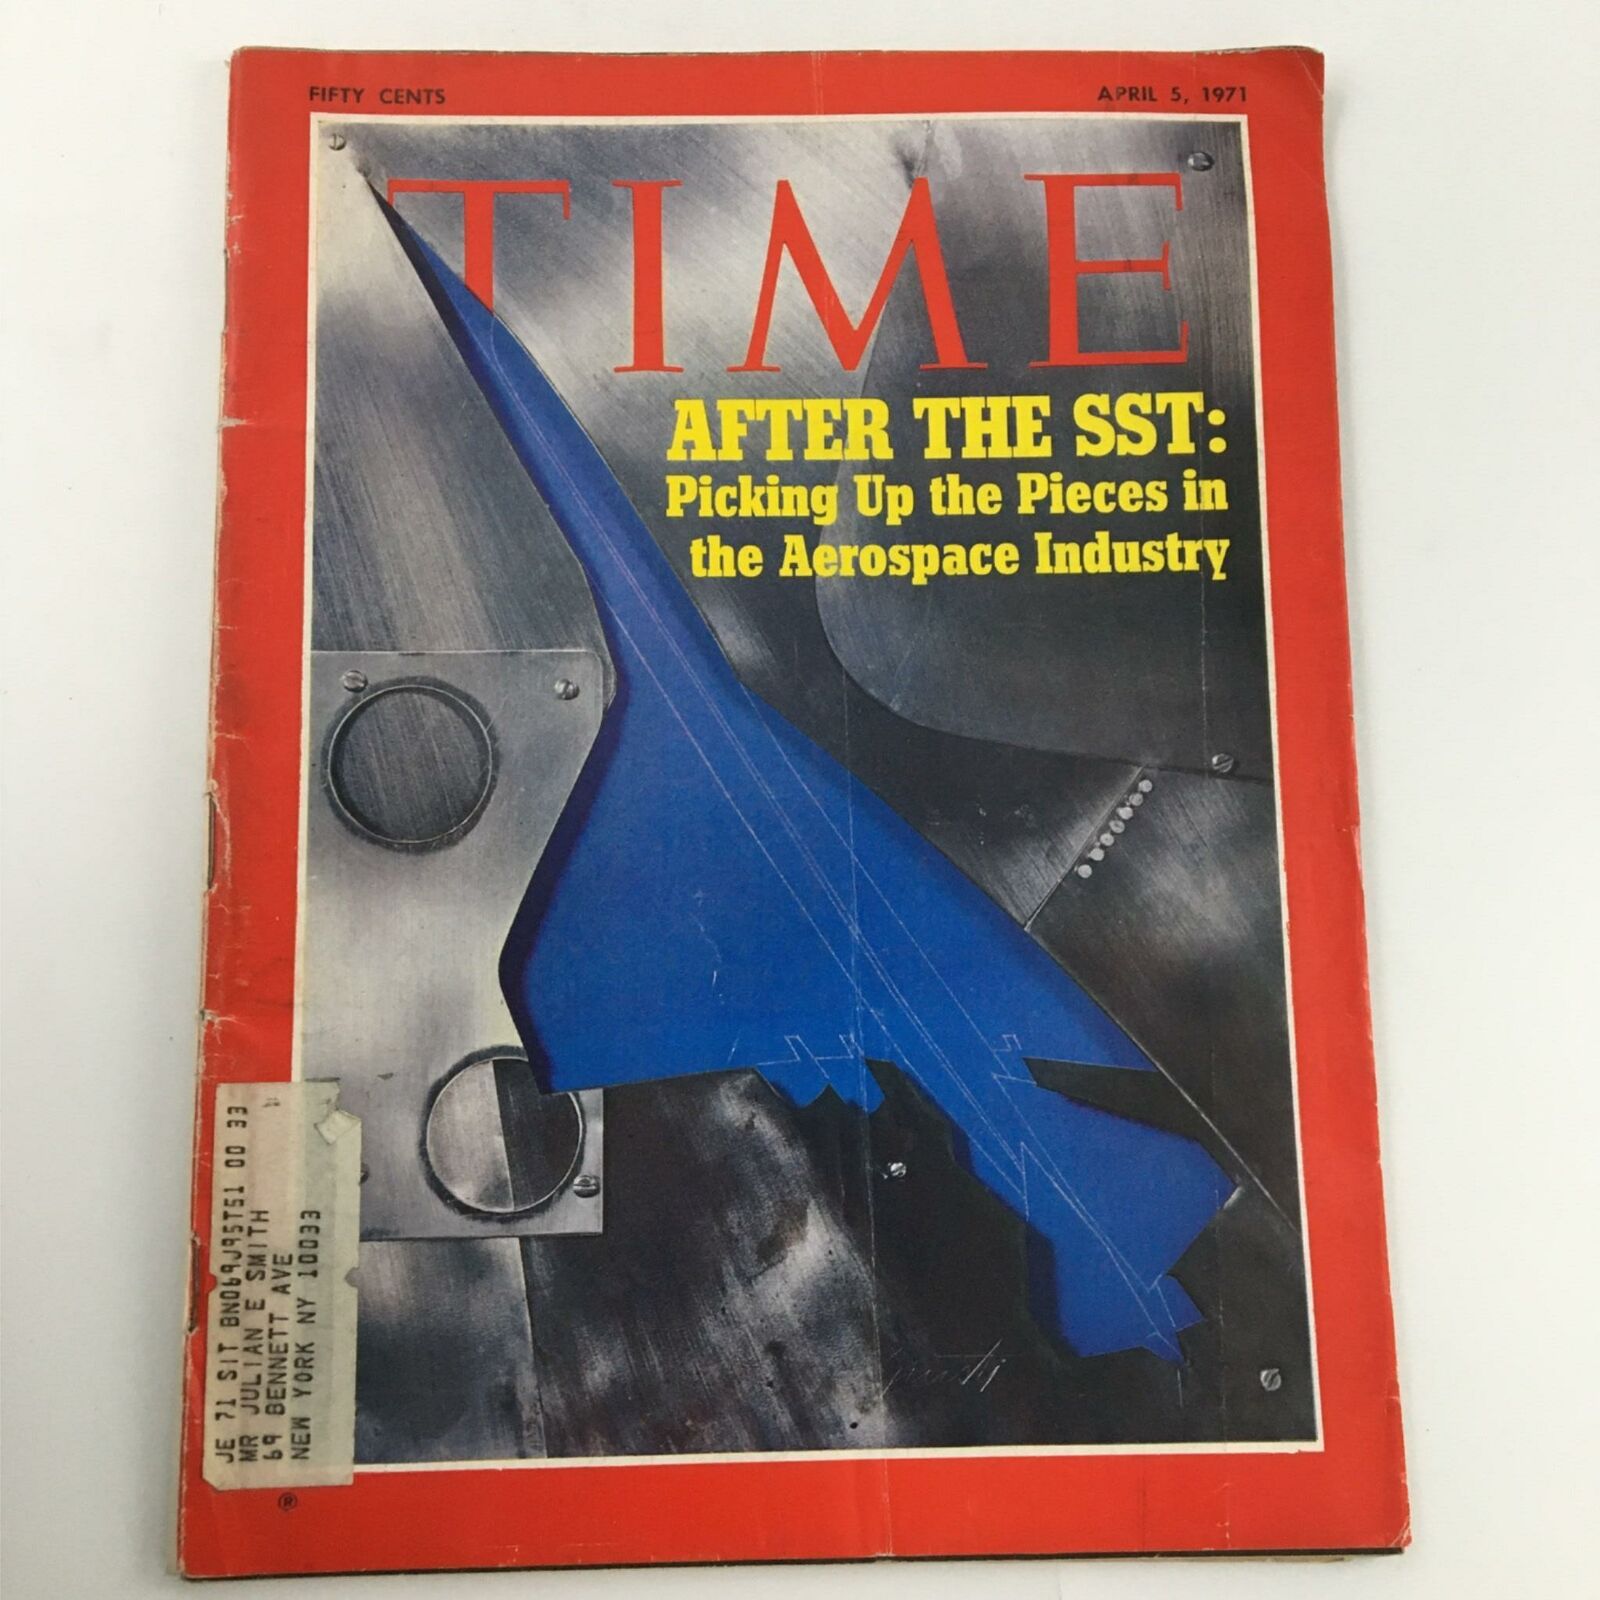 FIFTY CENTS
APRIL 5, 1971
TIME
AFTER THE SST:
Picking Up the Pieces in
the Aerospace Industry
JE 71 SIT BN069J95T51 00 33
MR JULIAN E SMITH
69 BENNETT AVE
NEW YORK NY 10033
®